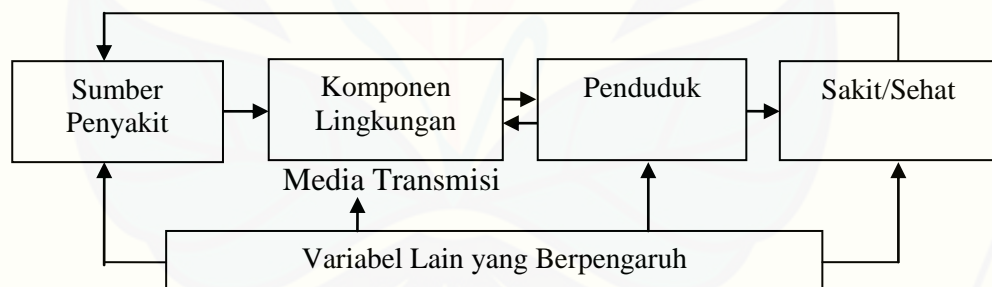 Sumber
Penyakit
Komponen
Lingkungan
Penduduk
Sakit/Sehat
Media Transmisi
Variabel Lain yang Berpengaruh